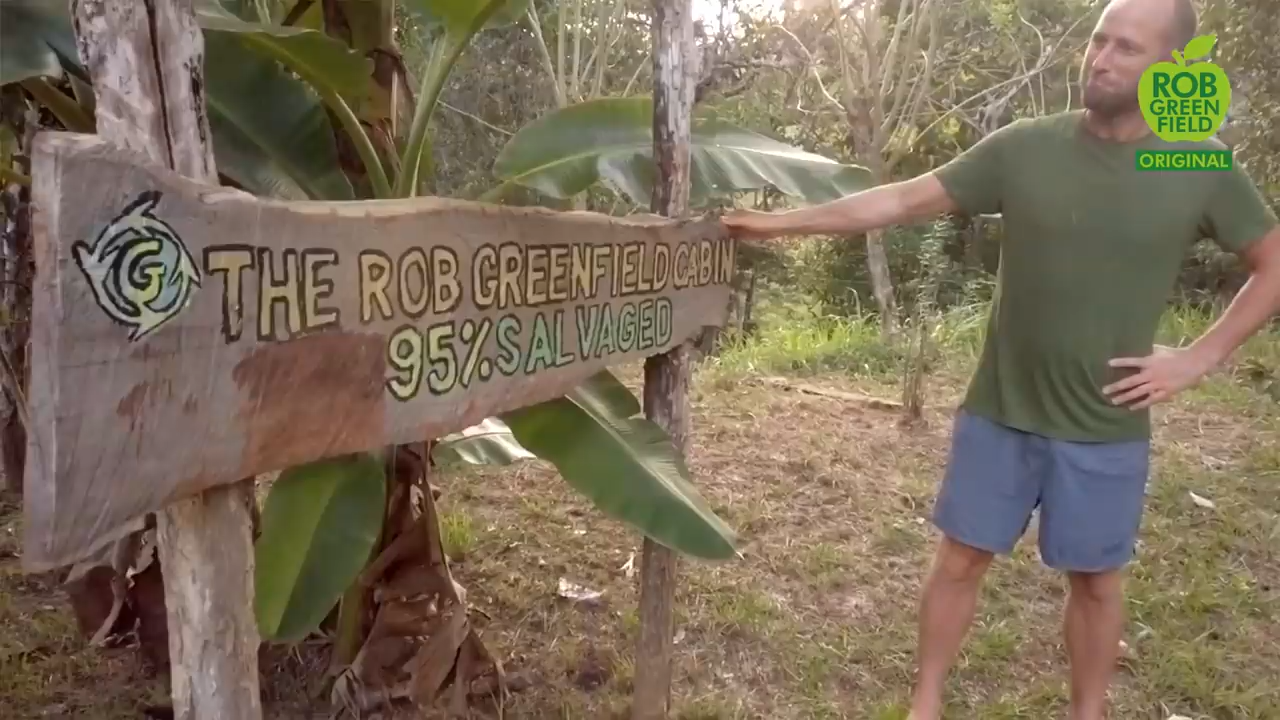 G
THE ROB GREENFIELD CABIN
95% SALVAGED
ROB
GREEN
FIELD
ORIGINAL